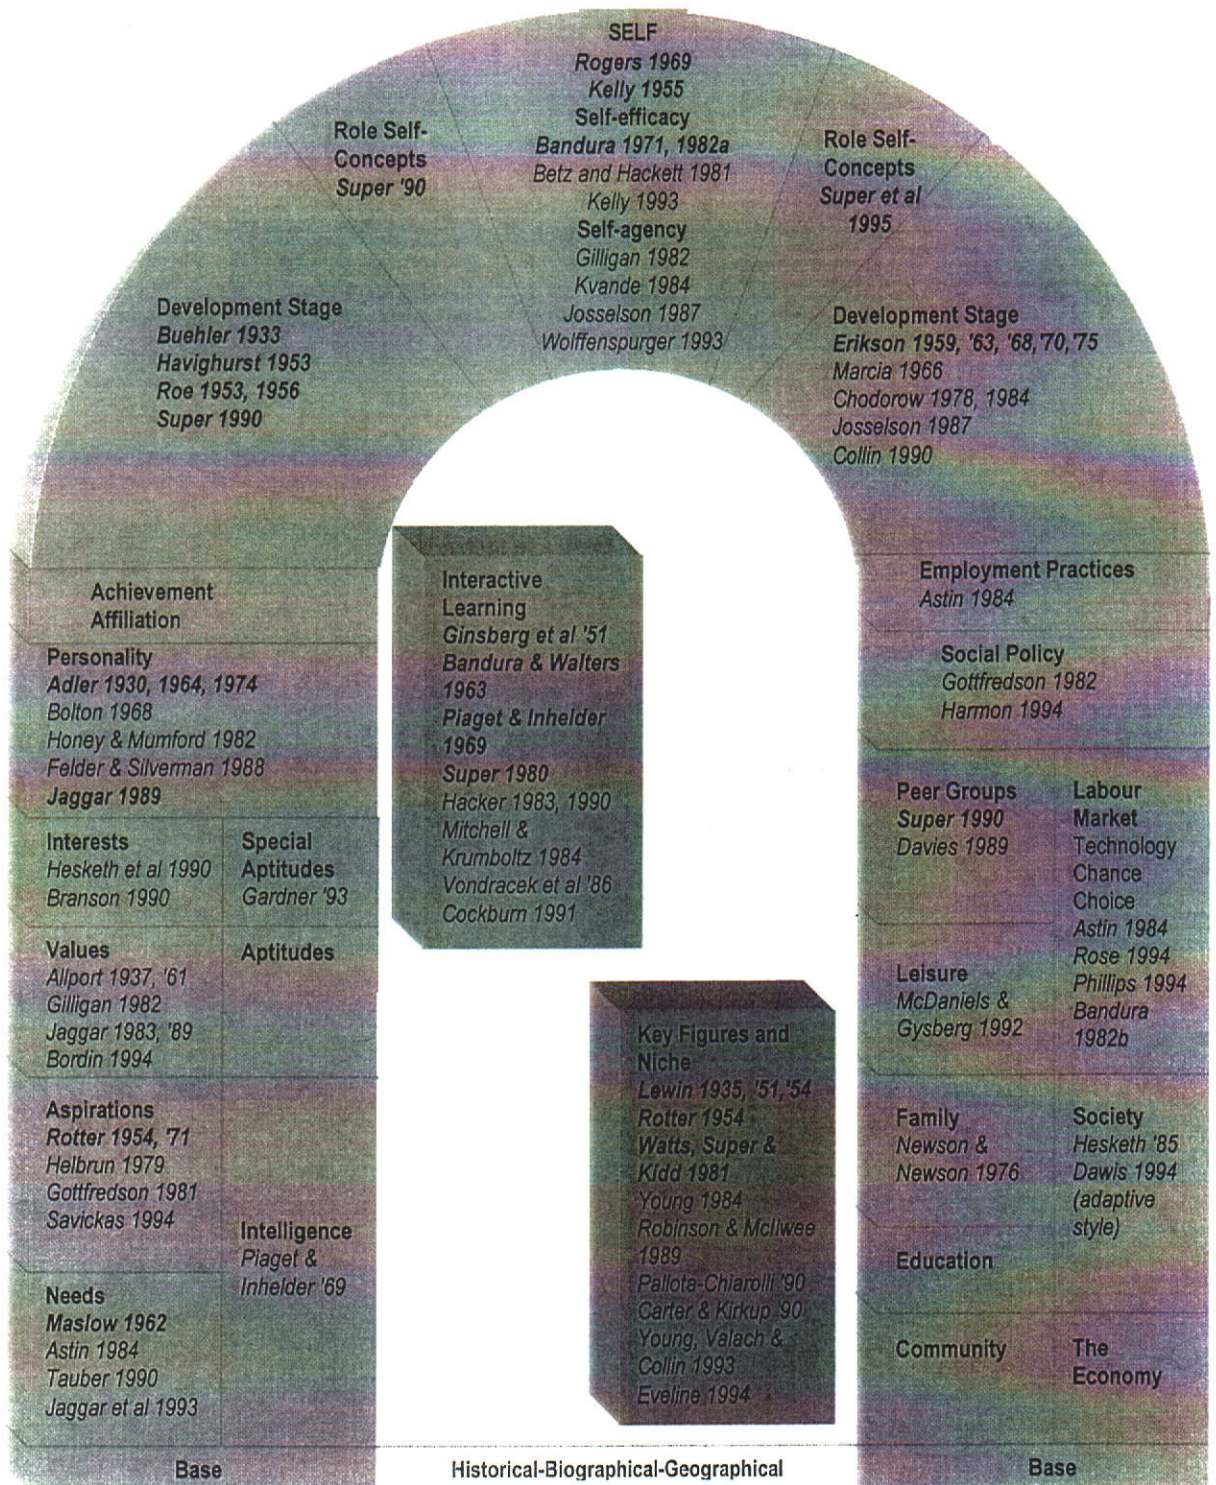 SELF
Rogers 1969
Kelly 1955
Self-efficacy
Bandura 1971, 1982a
Betz and Hackett 1981
Kelly 1993
Self-agency
Gilligan 1982
Kvande 1984
Josselson 1987
Wolffenspurger 1993
Role Self-
Concepts
Super '90
Role Self-
Concepts
Super et al
1995
Development Stage
Buehler 1933
Havighurst 1953
Roe 1953, 1956
Super 1990
Development Stage
Erikson 1959, '63, '68,'70,'75
Marcia 1966
Chodorow 1978, 1984
Josselson 1987
Collin 1990
Achievement
Affiliation
Personality
Adler 1930, 1964, 1974
Bolton 1968
Honey & Mumford 1982
Felder & Silverman 1988
Jaggar 1989
Interests
Hesketh et al 1990
Branson 1990
Special
Aptitudes
Gardner '93
Values
Allport 1937, '61
Gilligan 1982
Jaggar 1983, '89
Bordin 1994
Aptitudes
Aspirations
Rotter 1954, '71
Helbrun 1979
Gottfredson 1981
Savickas 1994
Intelligence
Piaget &
Inhelder '69
Needs
Maslow 1962
Astin 1984
Tauber 1990
Jaggar et al 1993
Base
Interactive
Learning
Ginsberg et al '51
Bandura & Walters
1963
Piaget & Inhelder
1969
Super 1980
Hacker 1983, 1990
Mitchell &
Krumboltz 1984
Vondracek et al '86
Cockburn 1991
Key Figures and
Niche
Lewin 1935, '51,'54
Rotter 1954
Watts, Super &
Kidd 1981
Young 1984
Robinson & McIlwee
1989
Pallota-Chiarolli '90
Carter & Kirkup '90
Young, Valach &
Collin 1993
Eveline 1994
Historical-Biographical-Geographical
Employment Practices
Astin 1984
Social Policy
Gottfredson 1982
Harmon 1994
Peer Groups
Super 1990
Davies 1989
Labour
Market
Technology
Chance
Choice
Astin 1984
Rose 1994
Phillips 1994
Bandura
1982b
Leisure
McDaniels &
Gysberg 1992
Family
Newson &
Newson 1976
Society
Hesketh '85
Dawis 1994
(adaptive
style)
Education
Community
The
Economy
Base